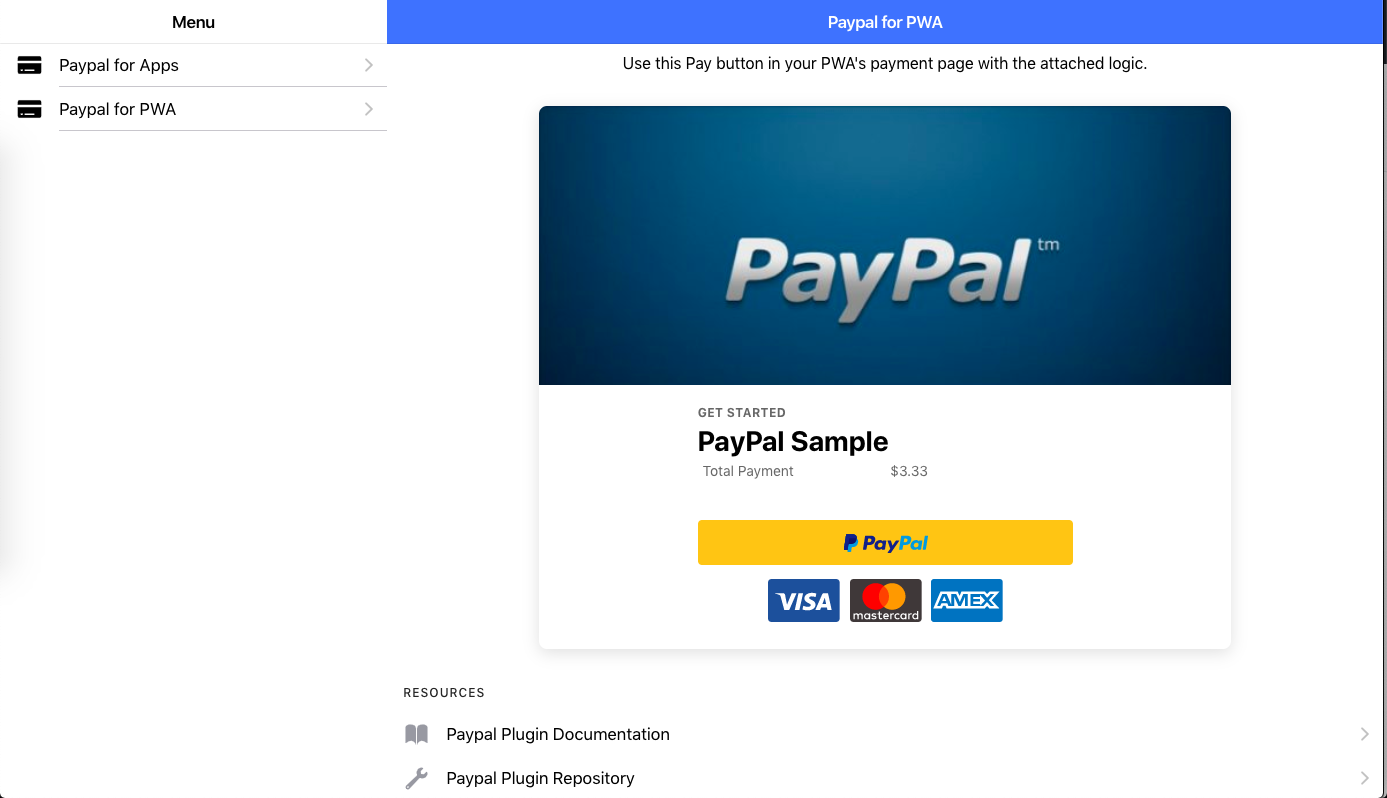 Menu
Paypal for Apps
Paypal for PWA
Paypal for PWA
Use this Pay button in your PWA's payment page with the attached logic.
PayPal™
GET STARTED
PayPal Sample
Total Payment $3.33
PayPal
VISA mastercard AMEX
RESOURCES
Paypal Plugin Documentation
Paypal Plugin Repository